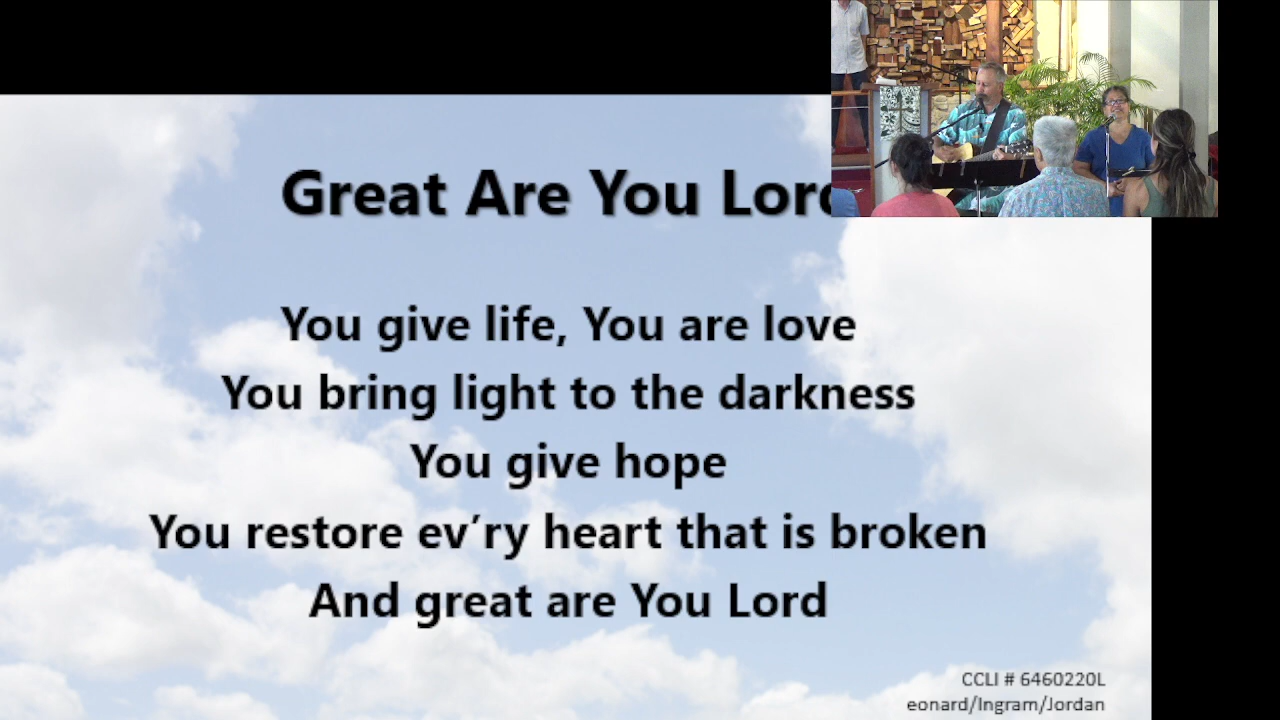 Great Are You Lord
You give life, You are love
You bring light to the darkness
You give hope
You restore ev’ry heart that is broken
And great are You Lord
CCLI # 6460220L
eonard/Ingram/Jordan